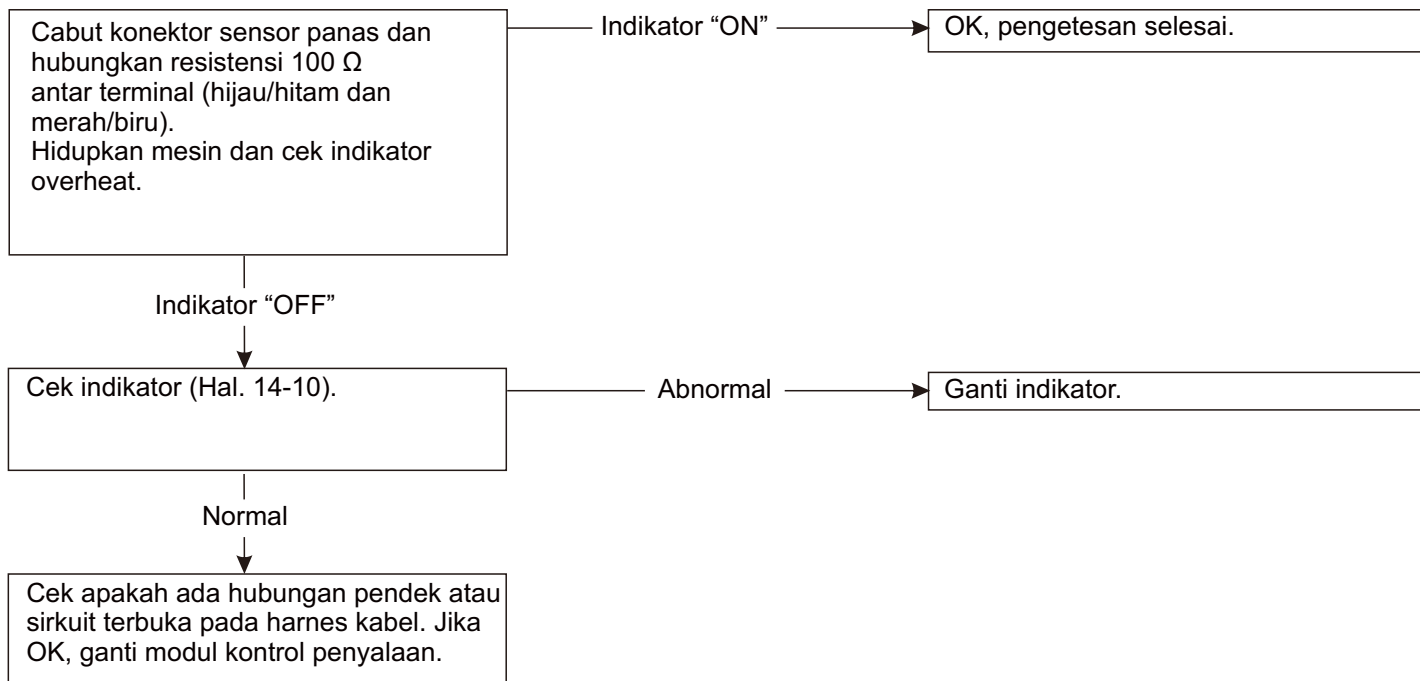 Cabut konektor sensor panas dan
hubungkan resistensi 100 Ω
antar terminal (hijau/hitam dan
merah/biru).
Hidupkan mesin dan cek indikator
overheat.
Indikator “ON”
OK, pengetesan selesai.
Indikator “OFF”
Cek indikator (Hal. 14-10).
Abnormal
Ganti indikator.
Normal
Cek apakah ada hubungan pendek atau
sirkuit terbuka pada harnes kabel. Jika
OK, ganti modul kontrol penyalaan.